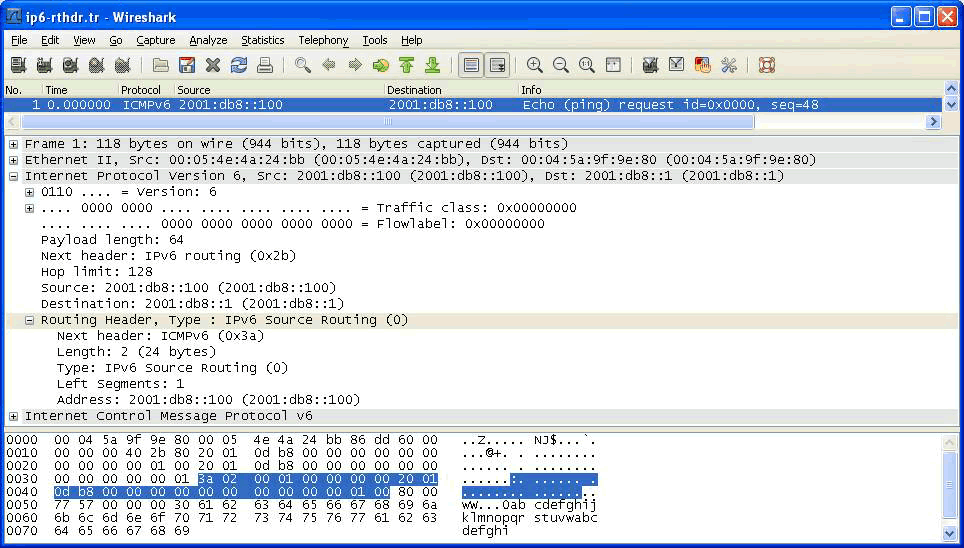 ip6-rthdr.tr - Wireshark
File Edit View Go Capture Analyze Statistics Telephony Tools Help
No. Time Protocol Source Destination Info
1 0.000000 ICMPv6 2001:db8::100 2001:db8::100 Echo (ping) request id=0x0000, seq=48
Frame 1: 118 bytes on wire (944 bits), 118 bytes captured (944 bits)
Ethernet II, Src: 00:05:4e:4a:24:bb (00:05:4e:4a:24:bb), Dst: 00:04:5a:9f:9e:80 (00:04:5a:9f:9e:80)
Internet Protocol Version 6, Src: 2001:db8::100 (2001:db8::100), Dst: 2001:db8::1 (2001:db8::1)
0110 .... = Version: 6
.... 0000 0000 .... .... .... .... .... = Traffic class: 0x00000000
.... .... .... 0000 0000 0000 0000 0000 = Flowlabel: 0x00000000
Payload length: 64
Next header: IPv6 routing (0x2b)
Hop limit: 128
Source: 2001:db8::100 (2001:db8::100)
Destination: 2001:db8::1 (2001:db8::1)
Routing Header, Type : IPv6 Source Routing (0)
Next header: ICMPv6 (0x3a)
Length: 2 (24 bytes)
Type: IPv6 Source Routing (0)
Left Segments: 1
Address: 2001:db8::100 (2001:db8::100)
Internet Control Message Protocol v6
0000 00 04 5a 9f 9e 80 00 05 4e 4a 24 bb 86 dd 60 00 ..Z..... NJ$...`.
0010 00 00 00 40 2b 80 20 01 0d b8 00 00 00 00 00 00 ...@+. . ........
0020 00 00 00 00 01 00 20 01 0d b8 00 00 00 00 00 00 ...... . ........
0030 00 00 00 00 00 01 3a 02 00 01 00 00 00 00 20 01 ......:. ...... .
0040 0d b8 00 00 00 00 00 00 00 00 00 00 01 00 80 00 ........ ........
0050 77 57 00 00 00 30 61 62 63 64 65 66 67 68 69 6a wW...0ab cdefghij
0060 6b 6c 6d 6e 6f 70 71 72 73 74 75 76 77 61 62 63 klmnopqr stuvwabc
0070 64 65 66 67 68 69 defghi